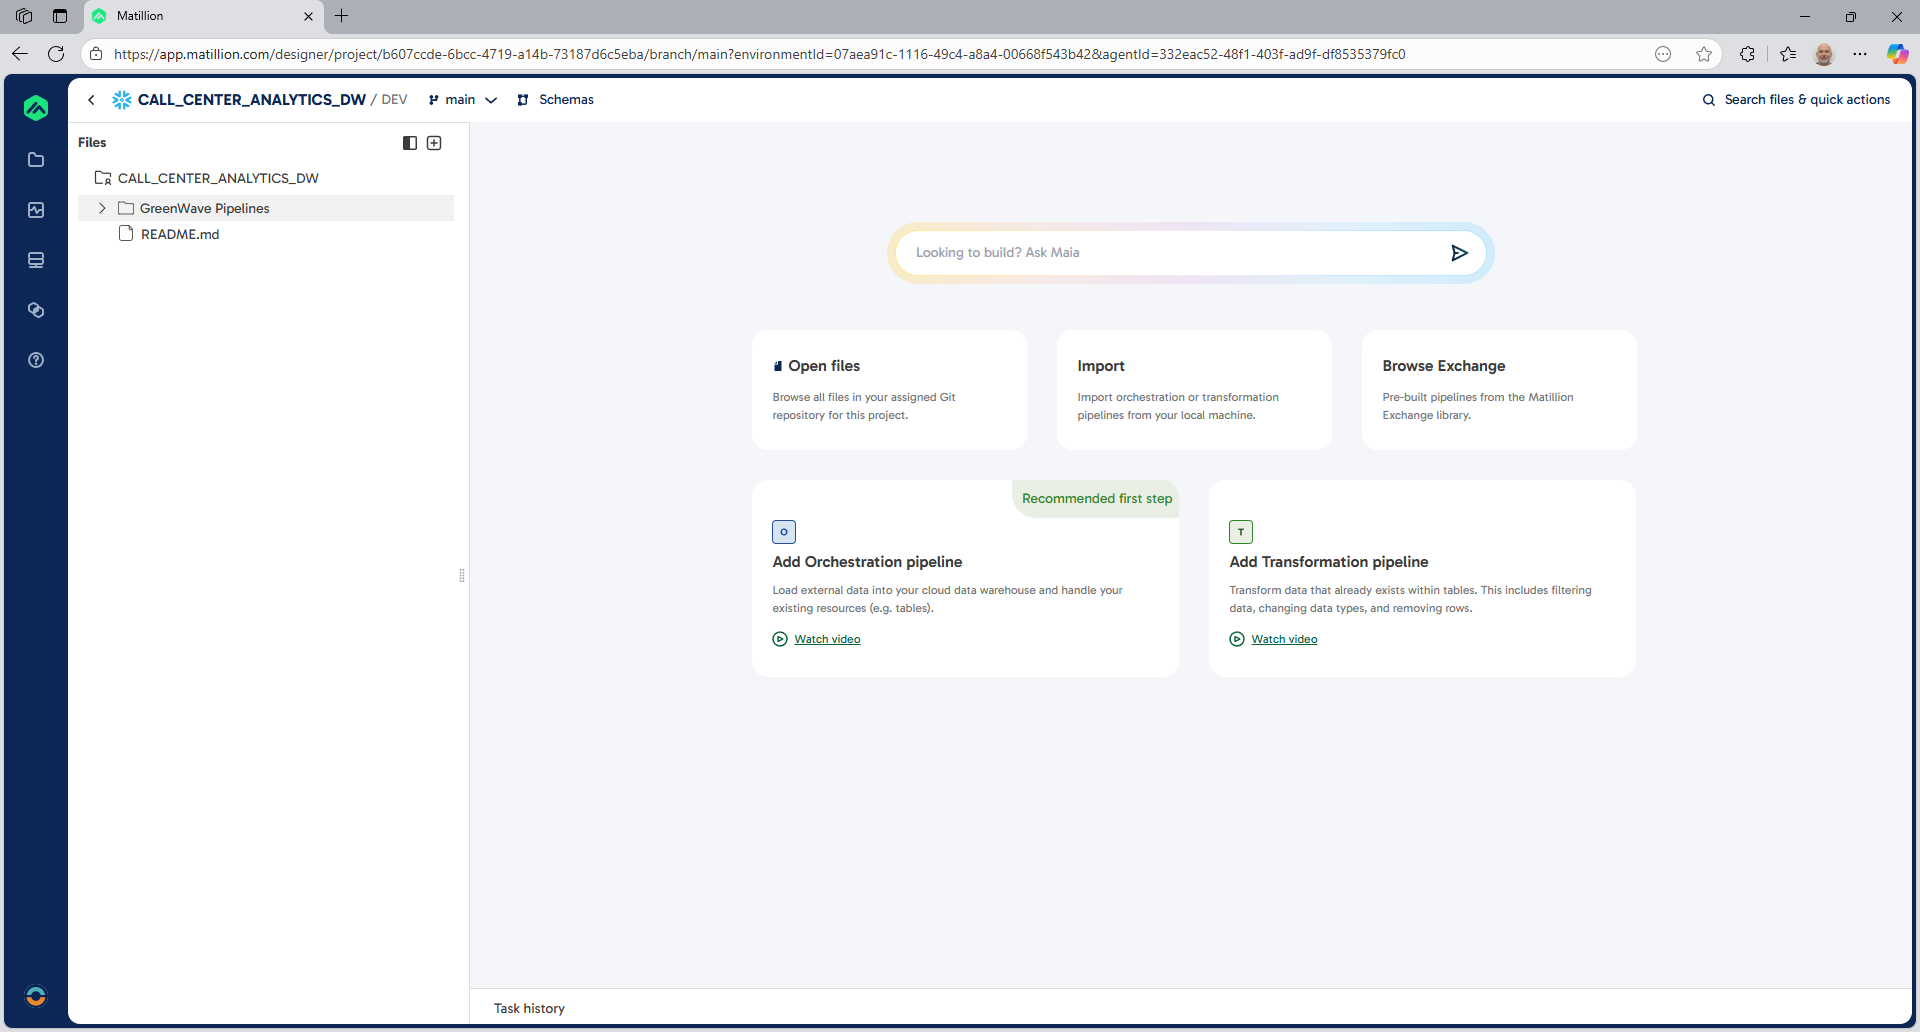 Matillion
https://app.matillion.com/designer/project/b607ccde-6bcc-4719-a14b-73187d6c5eba/branch/main?environmentId=07aea91c-1116-49c4-a8a4-00668f543b42&agentId=332eac52-48f1-403f-ad9f-df8535379fc0
CALL_CENTER_ANALYTICS_DW / DEV main Schemas Search files & quick actions
Files
CALL_CENTER_ANALYTICS_DW
GreenWave Pipelines
README.md
Looking to build? Ask Maia
Open files
Browse all files in your assigned Git
repository for this project.
Import
Import orchestration or transformation
pipelines from your local machine.
Browse Exchange
Pre-built pipelines from the Matillion
Exchange library.
Recommended first step
O
Add Orchestration pipeline
Load external data into your cloud data warehouse and handle your
existing resources (e.g. tables).
Watch video
T
Add Transformation pipeline
Transform data that already exists within tables. This includes filtering
data, changing data types, and removing rows.
Watch video
Task history